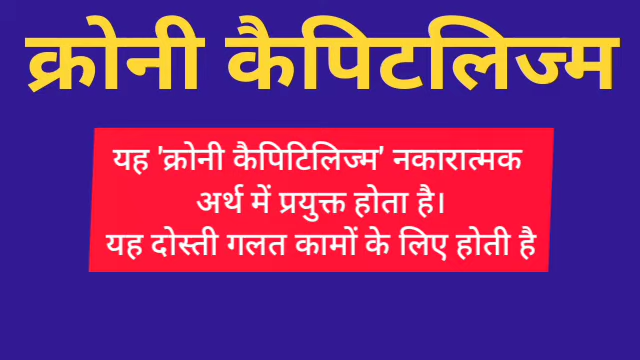 क्रोनी कैपिटलिज्म
यह 'क्रोनी कैपिटिलिज्म' नकारात्मक
अर्थ में प्रयुक्त होता है।
यह दोस्ती गलत कामों के लिए होती है